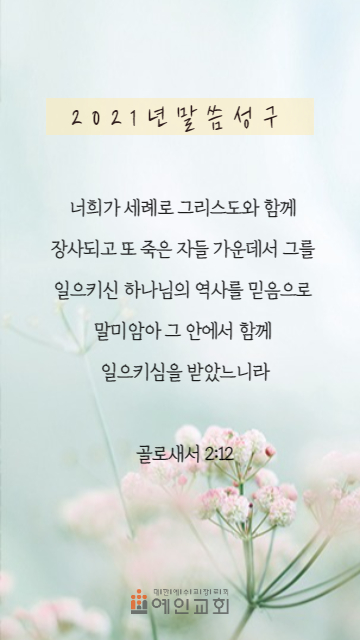 2021년말씀성구
너희가 세례로 그리스도와 함께
장사되고 또 죽은 자들 가운데서 그를
일으키신 하나님의 역사를 믿음으로
말미암아 그 안에서 함께
일으키심을 받았느니라
골로새서 2:12
예인교회